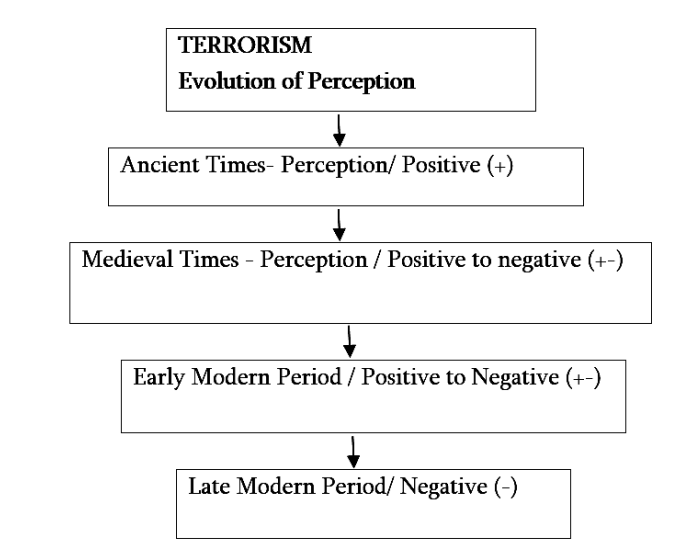 TERRORISM
Evolution of Perception
Ancient Times- Perception/ Positive (+)
Medieval Times - Perception / Positive to negative (+-)
Early Modern Period / Positive to Negative (+-)
Late Modern Period/ Negative (-)